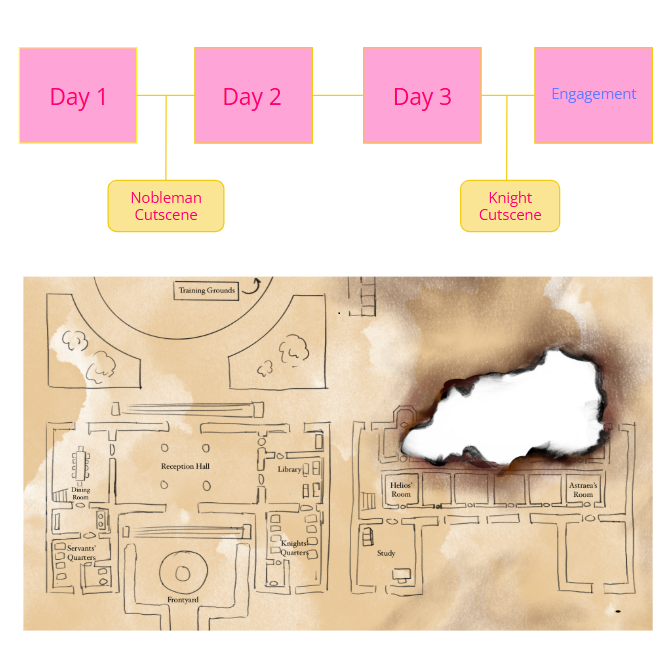 Day 1
Day 2
Day 3
Engagement
Nobleman
Cutscene
Knight
Cutscene
Training Grounds
Reception Hall
Library
Dining
Room
Servants'
Quarters
Knights'
Quarters
Frontyard
Helios'
Room
Astraea's
Room
Study